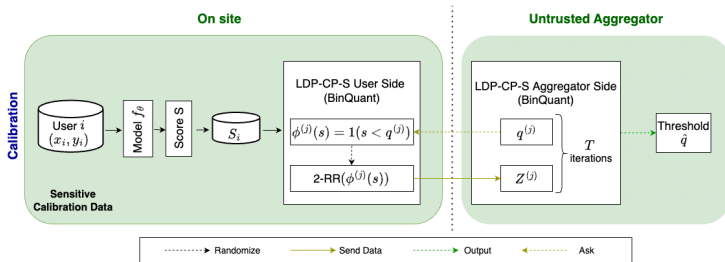 On site
Untrusted Aggregator
Calibration
User i
(x_i, y_i)
Model f_θ
Score S
S_i
LDP-CP-S User Side
(BinQuant)
ϕ^{(j)}(s) = 1(s < q^{(j)})
2-RR(ϕ^{(j)}(s))
Sensitive
Calibration Data
LDP-CP-S Aggregator Side
(BinQuant)
q^{(j)}
Z^{(j)}
T
iterations
Threshold
q̂
Randomize
Send Data
Output
Ask